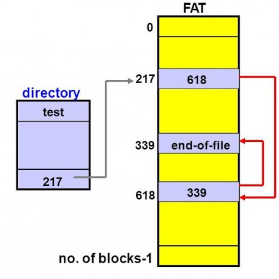 FAT
0
directory
test
217
217
618
339
end-of-file
618
339
no. of blocks-1